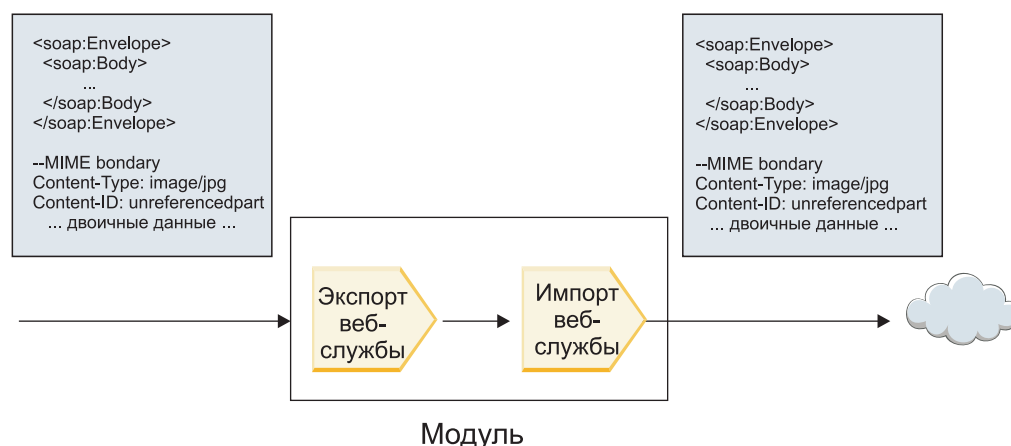 <soap:Envelope>
<soap:Body>
...
</soap:Body>
</soap:Envelope>
--MIME bondary
Content-Type: image/jpg
Content-ID: unreferencedpart
... двоичные данные ...
<soap:Envelope>
<soap:Body>
...
</soap:Body>
</soap:Envelope>
--MIME bondary
Content-Type: image/jpg
Content-ID: unreferencedpart
... двоичные данные ...
Экспорт
веб-
службы
Импорт
веб-
службы
Модуль